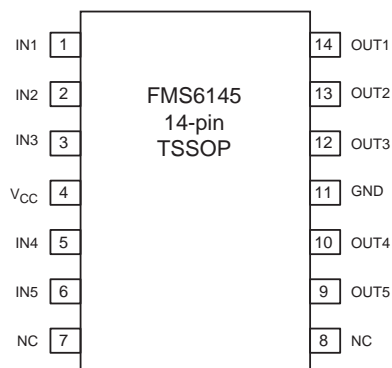 IN1 1 14 OUT1
IN2 2 FMS6145 13 OUT2
14-pin
IN3 3 TSSOP 12 OUT3
VCC 4 11 GND
IN4 5 10 OUT4
IN5 6 9 OUT5
NC 7 8 NC